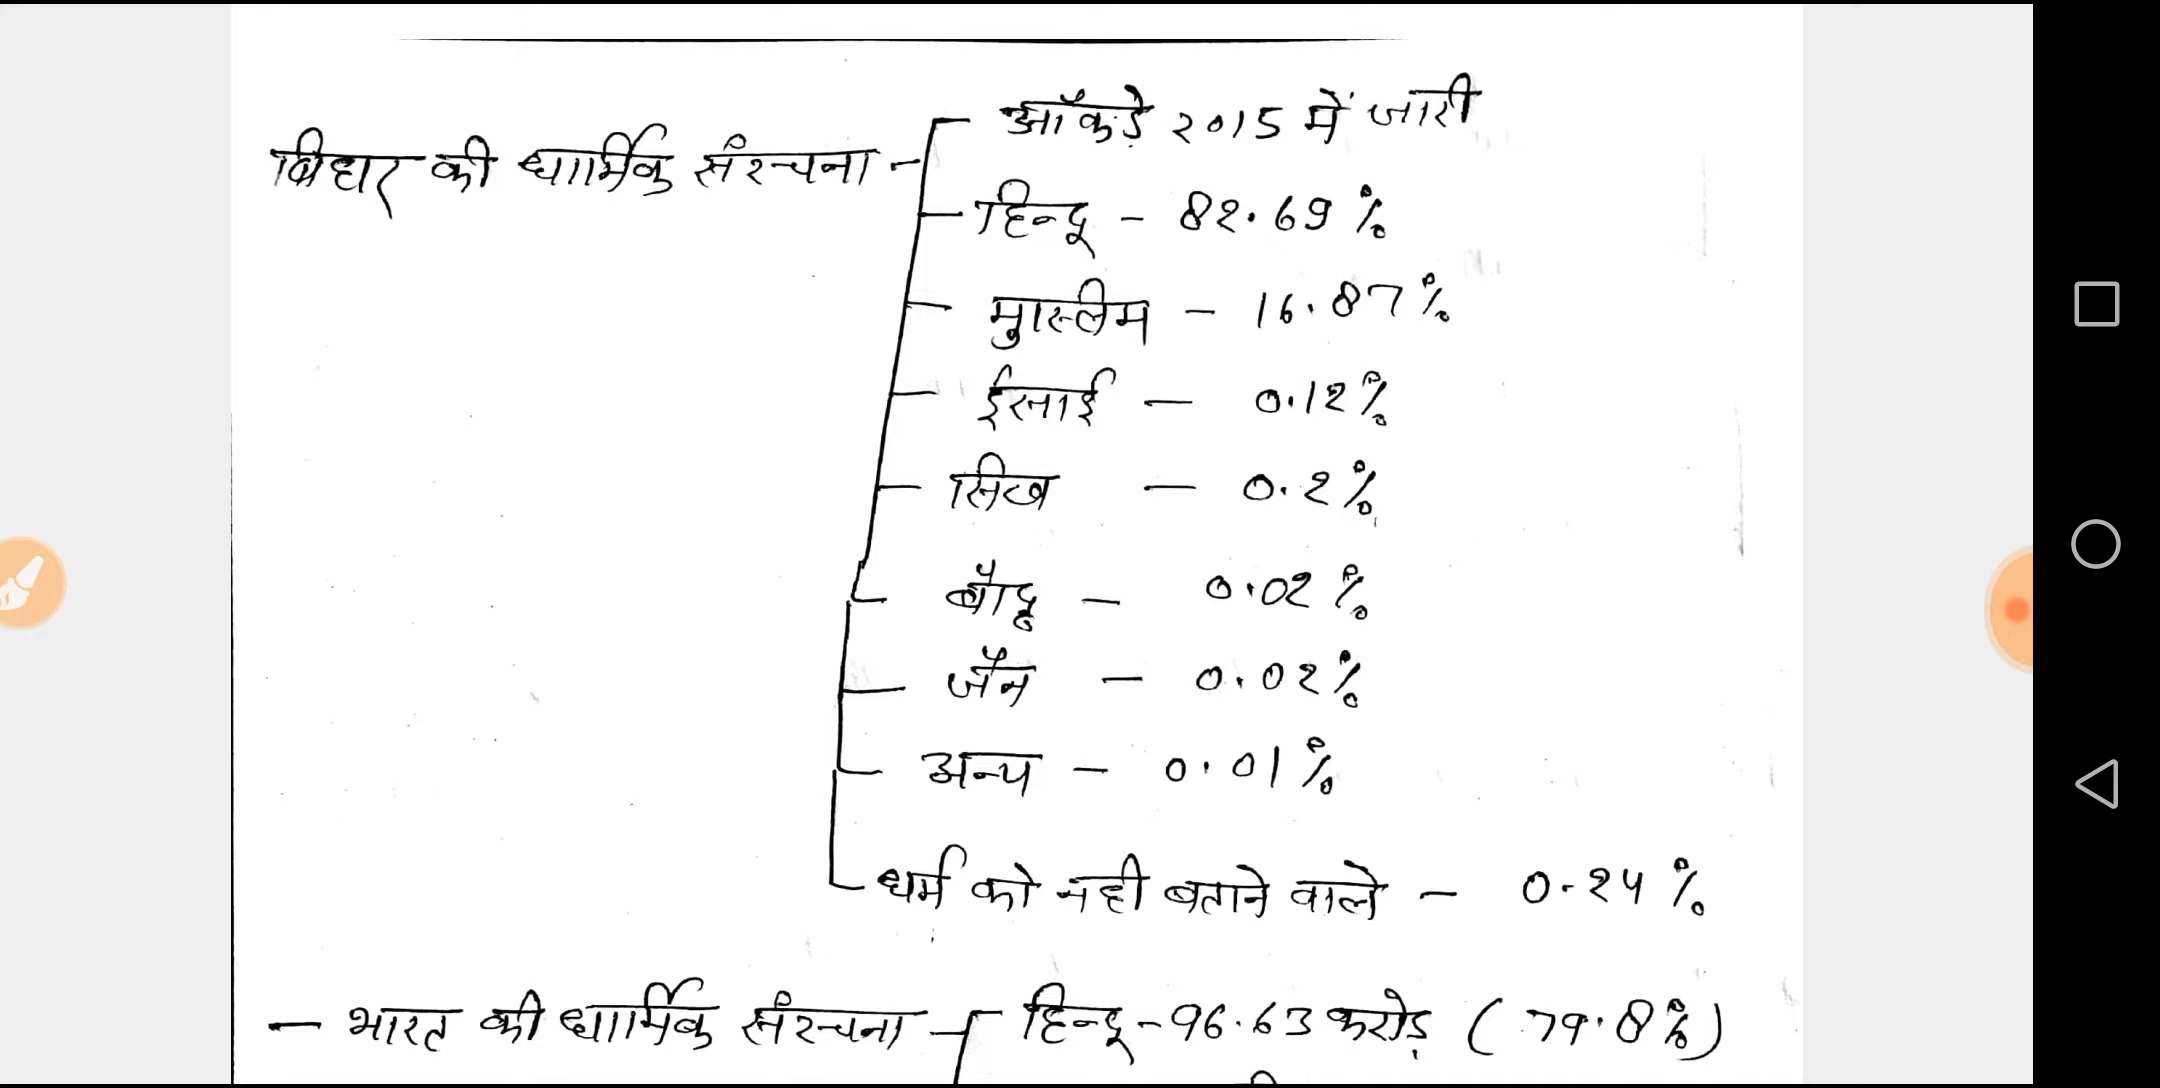 आँकड़े 2015 में जारी
बिहार की धार्मिक संरचना -
हिन्दू - 82.69%
मुस्लिम - 16.87%
ईसाई - 0.12%
सिख - 0.2%
बौद्ध - 0.02%
जैन - 0.02%
अन्य - 0.01%
धर्म को नही बताने वाले - 0.24%
- भारत की धार्मिक संरचना - हिन्दू - 96.63 करोड़ (79.8%)